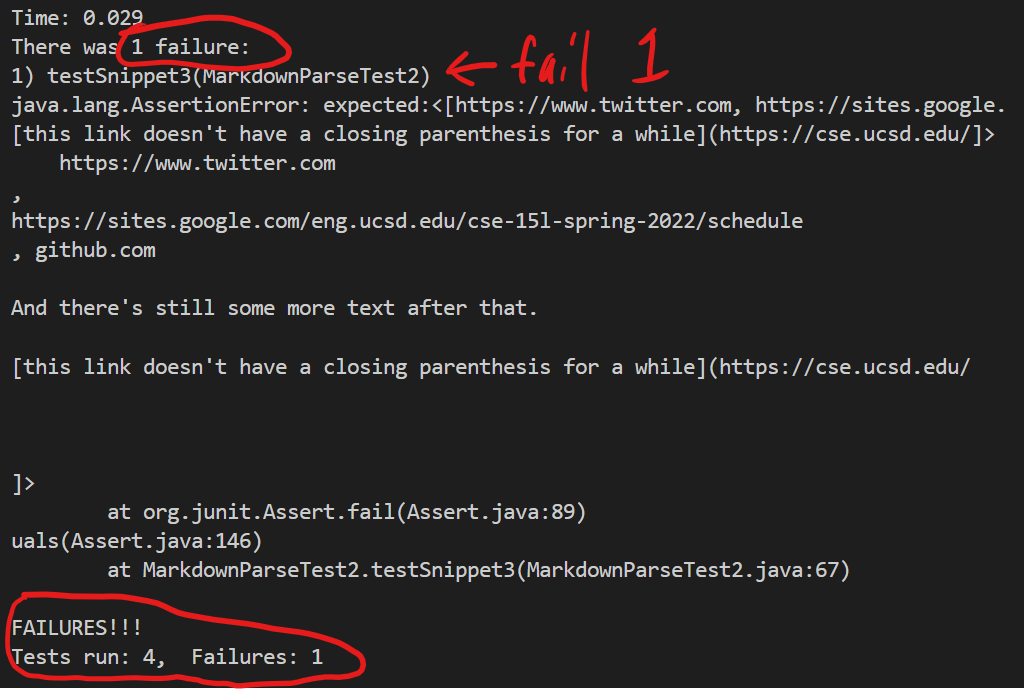 Time: 0.029
There was 1 failure:
1) testSnippet3(MarkdownParseTest2) ← fail 1
java.lang.AssertionError: expected:<[https://www.twitter.com, https://sites.google.
[this link doesn't have a closing parenthesis for a while](https://cse.ucsd.edu/]>
https://www.twitter.com
,
https://sites.google.com/eng.ucsd.edu/cse-15l-spring-2022/schedule
, github.com
And there's still some more text after that.
[this link doesn't have a closing parenthesis for a while](https://cse.ucsd.edu/
]>
at org.junit.Assert.fail(Assert.java:89)
uals(Assert.java:146)
at MarkdownParseTest2.testSnippet3(MarkdownParseTest2.java:67)
FAILURES!!!
Tests run: 4,  Failures: 1